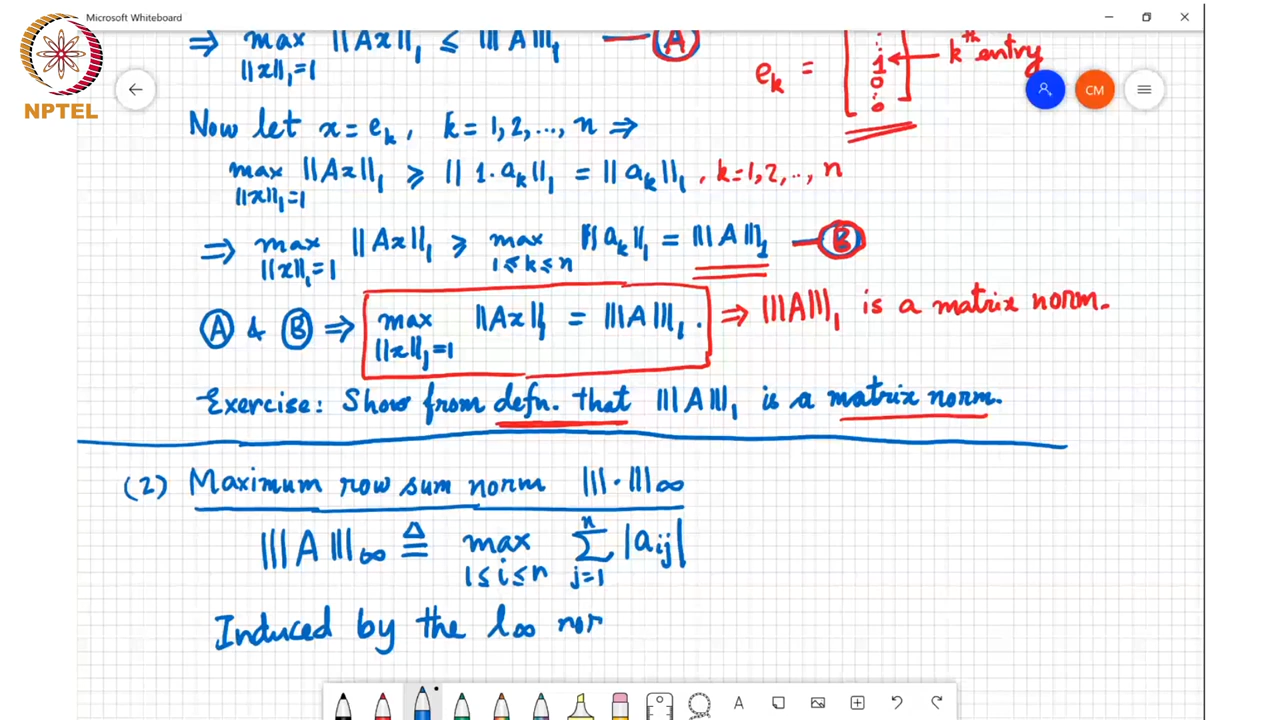 Microsoft Whiteboard
NPTEL
⇒ max ||Ax||₁ ≤ |||A|||₁ — Ⓐ
||x||₁=1
e_k = [ : 1 0 : 0 ] ← kᵗʰ entry
CM
Now let x = e_k, k = 1, 2, ..., n ⇒
max ||Ax||₁ ≥ ||1·a_k||₁ = ||a_k||₁, k=1,2,.., n
||x||₁=1
⇒ max ||Ax||₁ ≥ max ||a_k||₁ = |||A|||₁ — Ⓑ
||x||₁=1 1≤k≤n
Ⓐ & Ⓑ ⇒ max ||Ax||₁ = |||A|||₁. ⇒ |||A|||₁ is a matrix norm.
||x||₁=1
Exercise: Show from defn. that |||A|||₁ is a matrix norm.
(2) Maximum row sum norm |||·|||∞
|||A|||∞ ≜ max Σ |a_ij|
1≤i≤n j=1 n
Induced by the l∞ nor
A